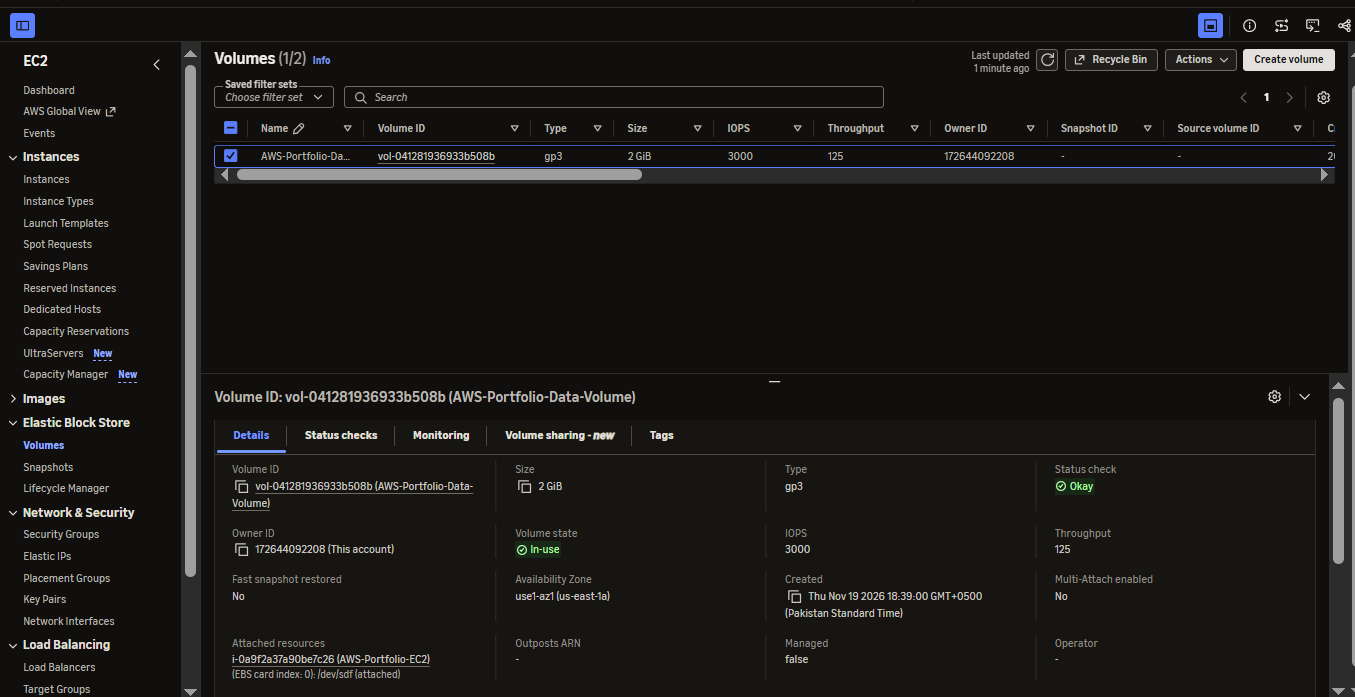 EC2
Dashboard
AWS Global View
Events
Instances
Instances
Instance Types
Launch Templates
Spot Requests
Savings Plans
Reserved Instances
Dedicated Hosts
Capacity Reservations
UltraServers New
Capacity Manager New
Images
Elastic Block Store
Volumes
Snapshots
Lifecycle Manager
Network & Security
Security Groups
Elastic IPs
Placement Groups
Key Pairs
Network Interfaces
Load Balancing
Load Balancers
Target Groups
Volumes (1/2) Info
Last updated
1 minute ago
Recycle Bin
Actions
Create volume
Saved filter sets
Choose filter set
Search
1
Name Volume ID Type Size IOPS Throughput Owner ID Snapshot ID Source volume ID
AWS-Portfolio-Da... vol-041281936933b508b gp3 2 GiB 3000 125 172644092208 - -
Volume ID: vol-041281936933b508b (AWS-Portfolio-Data-Volume)
Details Status checks Monitoring Volume sharing - new Tags
Volume ID
vol-041281936933b508b (AWS-Portfolio-Data-
Volume)
Size
2 GiB
Type
gp3
Status check
Okay
Owner ID
172644092208 (This account)
Volume state
In-use
IOPS
3000
Throughput
125
Fast snapshot restored
No
Availability Zone
use1-az1 (us-east-1a)
Created
Thu Nov 19 2026 18:39:00 GMT+0500
(Pakistan Standard Time)
Multi-Attach enabled
No
Attached resources
i-0a9f2a37a90be7c26 (AWS-Portfolio-EC2)
(EBS card index: 0): /dev/sdf (attached)
Outposts ARN
-
Managed
false
Operator
-